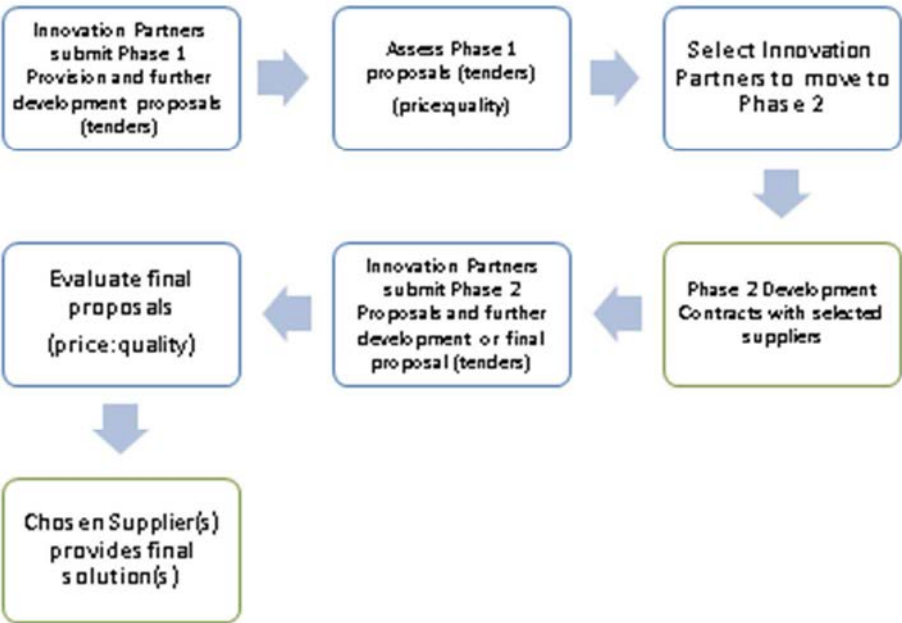 Innovation Partners
submit Phase 1
Provision and further
development proposals
(tenders)
Assess Phase 1
proposals (tenders)
(price:quality)
Select Innovation
Partners to move to
Phase 2
Phase 2 Development
Contracts with selected
suppliers
Innovation Partners
submit Phase 2
Proposals and further
development or final
proposal (tenders)
Evaluate final
proposals
(price:quality)
Chosen Supplier(s)
provides final
solution(s)